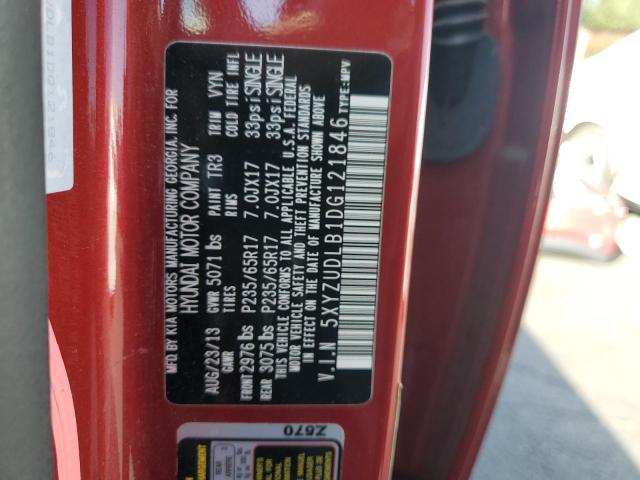 MFD BY KIA MOTORS MANUFACTURING GEORGIA, INC. FOR
HYUNDAI MOTOR COMPANY
AUG/23/13 GVWR 5071 lbs PAINT TR3 TRIM VYN
GAWR TIRES RIMS COLD TIRE INFL
FRONT 2976 lbs P235/65R17 7.0JX17 33psi SINGLE
REAR 3075 lbs P235/65R17 7.0JX17 33psi SINGLE
THIS VEHICLE CONFORMS TO ALL APPLICABLE U.S.A. FEDERAL
MOTOR VEHICLE SAFETY AND THEFT PREVENTION STANDARDS
IN EFFECT ON THE DATE OF MANUFACTURE SHOWN ABOVE
V.I.N 5XYZUDLB1DG121846 TYPE:MPV
Z670